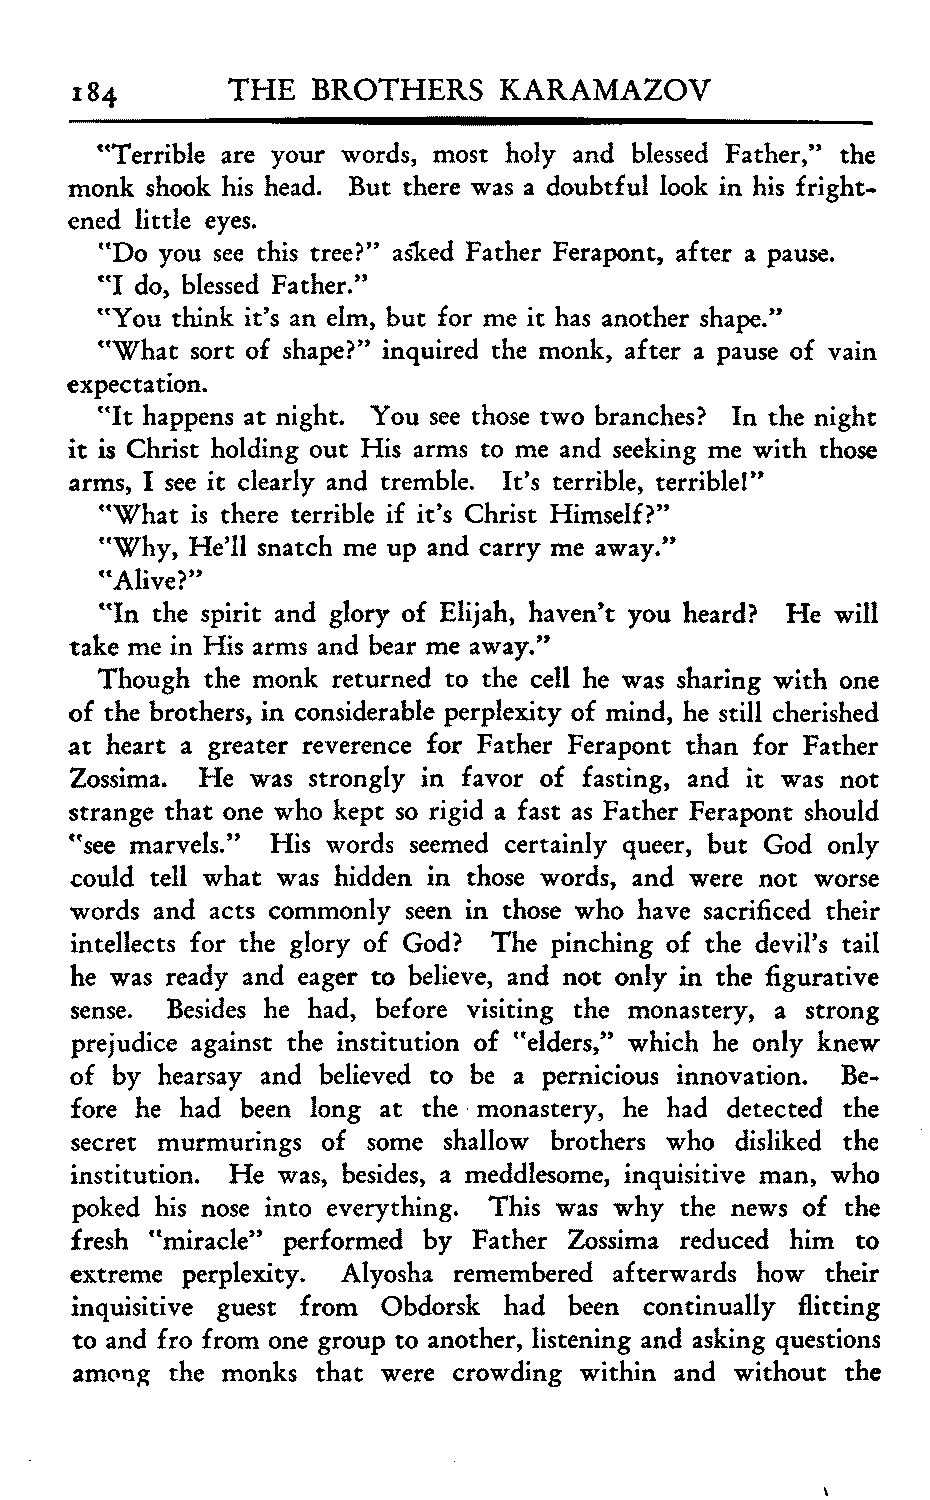 184 THE BROTHERS KARAMAZOV
"Terrible are your words, most holy and blessed Father," the
monk shook his head. But there was a doubtful look in his fright-
ened little eyes.
"Do you see this tree?" asked Father Ferapont, after a pause.
"I do, blessed Father."
"You think it's an elm, but for me it has another shape."
"What sort of shape?" inquired the monk, after a pause of vain
expectation.
"It happens at night. You see those two branches? In the night
it is Christ holding out His arms to me and seeking me with those
arms, I see it clearly and tremble. It's terrible, terrible!"
"What is there terrible if it's Christ Himself?"
"Why, He'll snatch me up and carry me away."
"Alive?"
"In the spirit and glory of Elijah, haven't you heard? He will
take me in His arms and bear me away."
Though the monk returned to the cell he was sharing with one
of the brothers, in considerable perplexity of mind, he still cherished
at heart a greater reverence for Father Ferapont than for Father
Zossima. He was strongly in favor of fasting, and it was not
strange that one who kept so rigid a fast as Father Ferapont should
"see marvels." His words seemed certainly queer, but God only
could tell what was hidden in those words, and were not worse
words and acts commonly seen in those who have sacrificed their
intellects for the glory of God? The pinching of the devil's tail
he was ready and eager to believe, and not only in the figurative
sense. Besides he had, before visiting the monastery, a strong
prejudice against the institution of "elders," which he only knew
of by hearsay and believed to be a pernicious innovation. Be-
fore he had been long at the monastery, he had detected the
secret murmurings of some shallow brothers who disliked the
institution. He was, besides, a meddlesome, inquisitive man, who
poked his nose into everything. This was why the news of the
fresh "miracle" performed by Father Zossima reduced him to
extreme perplexity. Alyosha remembered afterwards how their
inquisitive guest from Obdorsk had been continually flitting
to and fro from one group to another, listening and asking questions
among the monks that were crowding within and without the